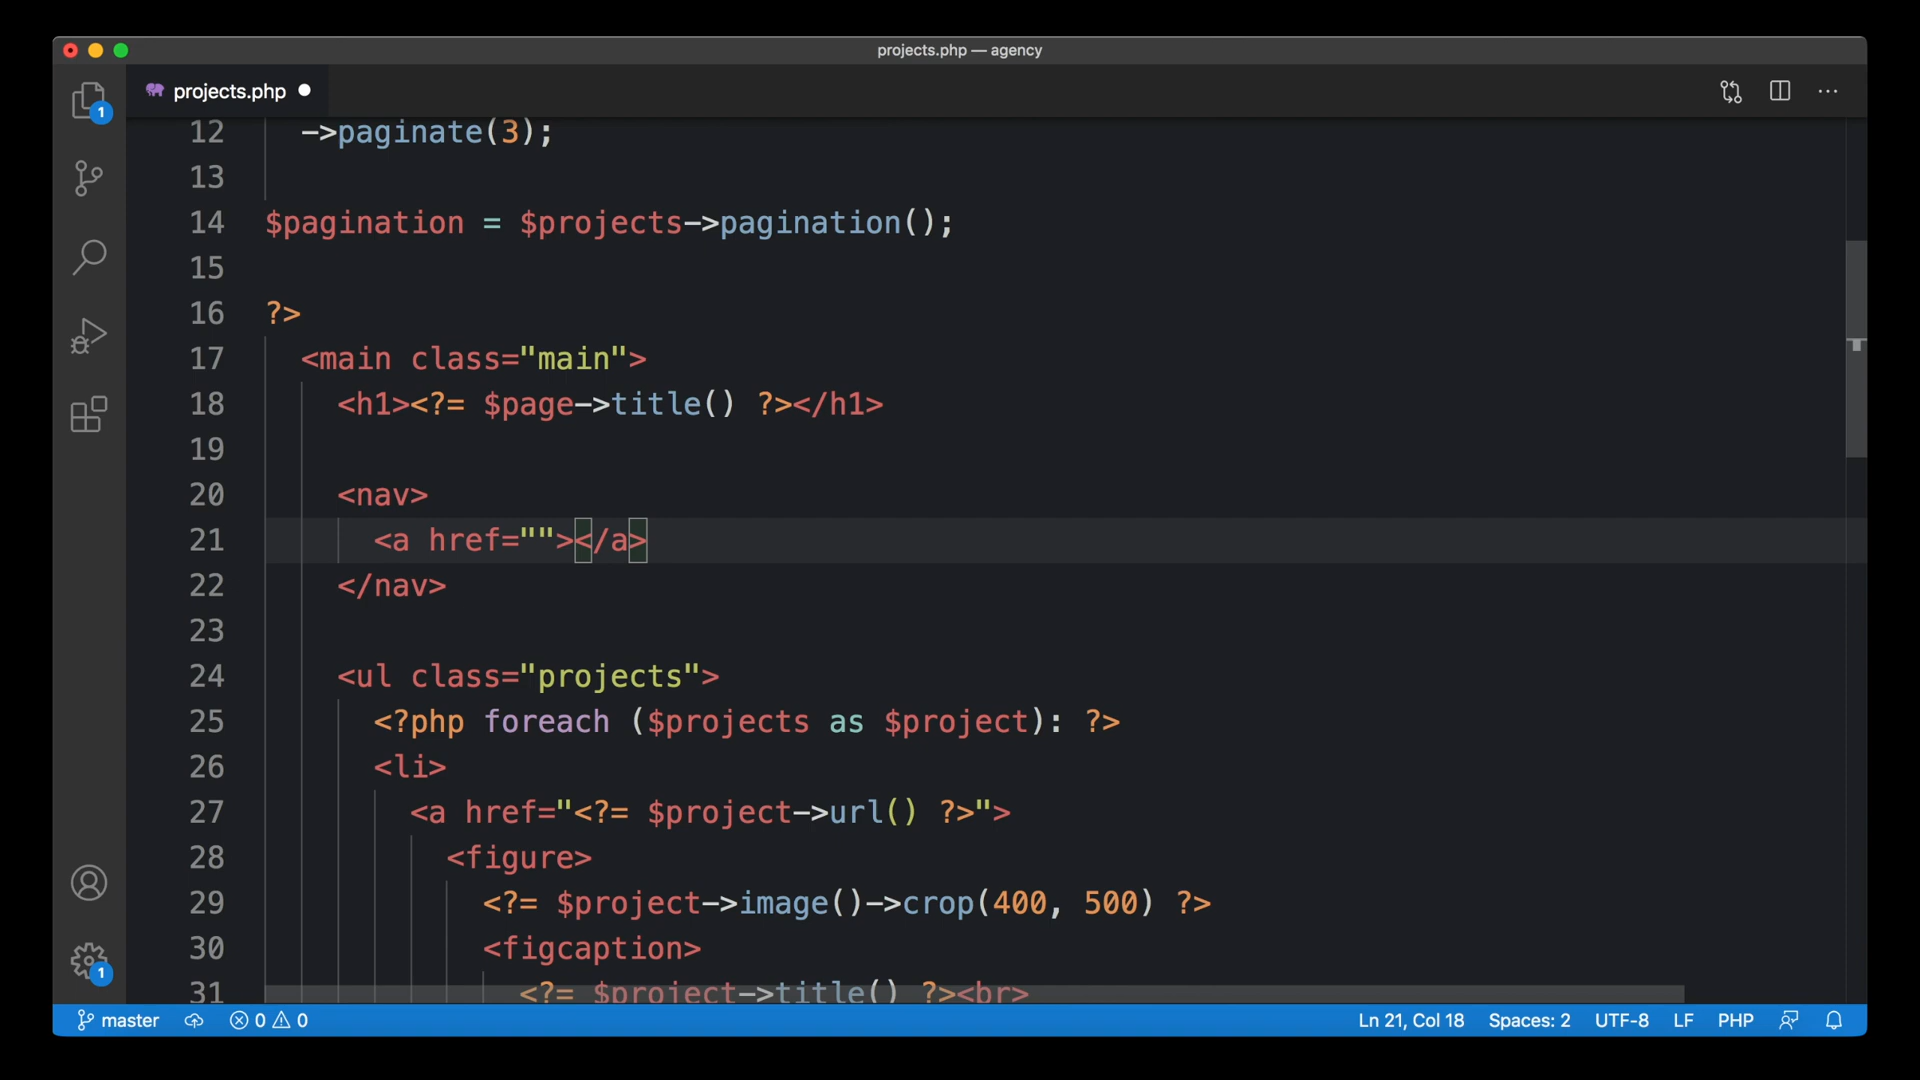 projects.php — agency
1
projects.php
12 ->paginate(3);
13
14 $pagination = $projects->pagination();
15
16 ?>
17 <main class="main">
18 <h1><?= $page->title() ?></h1>
19
20 <nav>
21 <a href=""></a>
22 </nav>
23
24 <ul class="projects">
25 <?php foreach ($projects as $project): ?>
26 <li>
27 <a href="<?= $project->url() ?>">
28 <figure>
29 <?= $project->image()->crop(400, 500) ?>
30 <figcaption>
31 <?= $project->title() ?><br>
1
master 0 0 Ln 21, Col 18 Spaces: 2 UTF-8 LF PHP